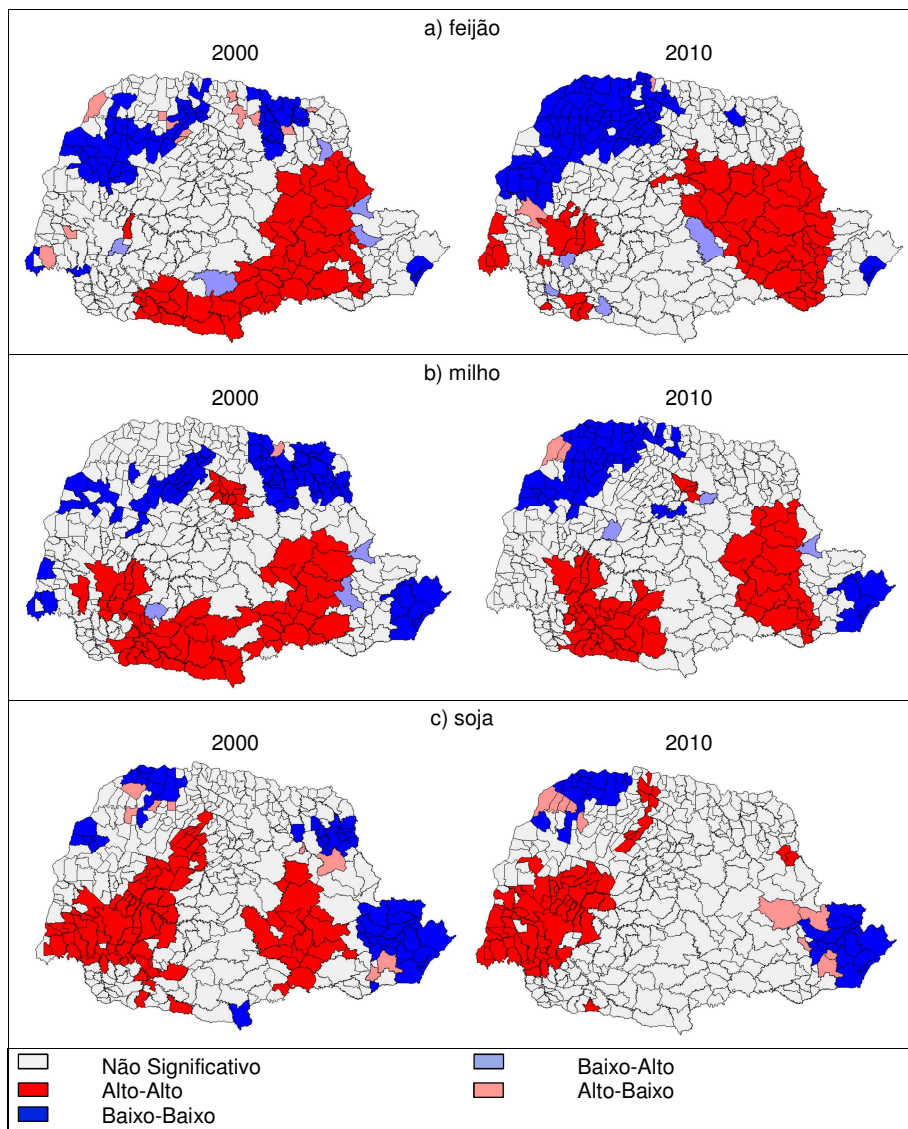 a) feijão
2000
2010
b) milho
2000
2010
c) soja
2000
2010
Não Significativo
Baixo-Alto
Alto-Alto
Alto-Baixo
Baixo-Baixo